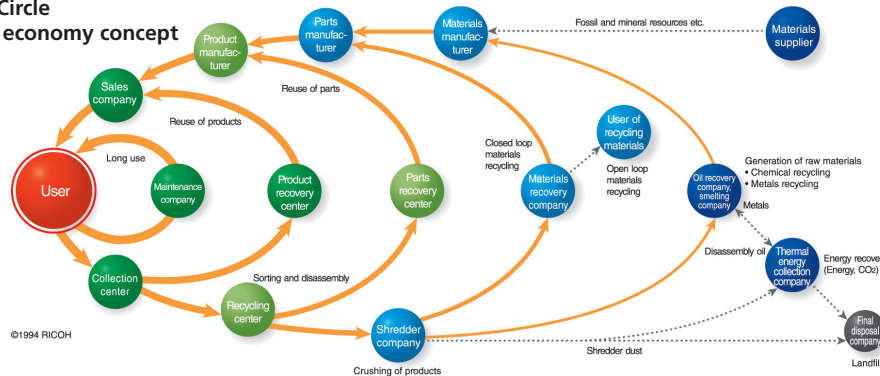 Circle
economy concept
Product
manufac-
turer
Parts
manufac-
turer
Materials
manufac-
turer
Fossil and mineral resources etc.
Materials
supplier
Sales
company
Reuse of parts
Reuse of products
User of
recycling
materials
Long use
Closed loop
materials
recycling
Open loop
materials
recycling
User
Maintenance
company
Product
recovery
center
Parts
recovery
center
Materials
recovery
company
Oil recovery
company,
smelting
company
Generation of raw materials
• Chemical recycling
• Metals recycling
Metals
Disassembly oil
Thermal
energy
collection
company
Energy recove
(Energy, CO2)
Collection
center
Sorting and disassembly
Recycling
center
Shredder
company
Crushing of products
Shredder dust
Final
disposal
company
Landfil
©1994 RICOH